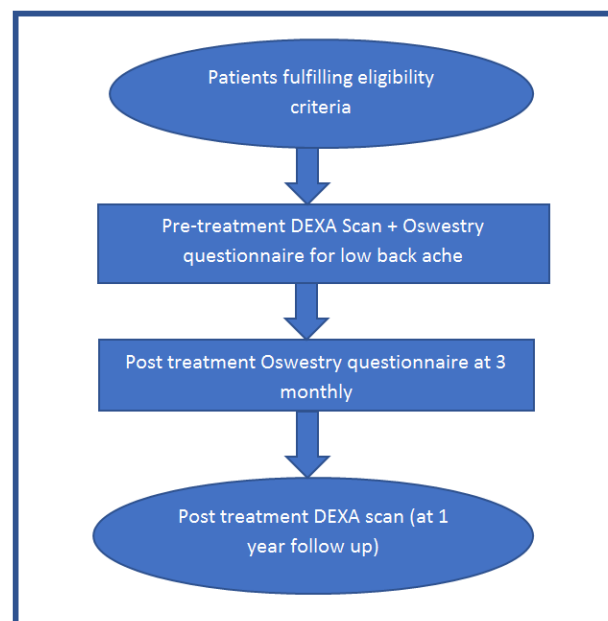 Patients fulfilling eligibility
criteria
Pre-treatment DEXA Scan + Oswestry
questionnaire for low back ache
Post treatment Oswestry questionnaire at 3
monthly
Post treatment DEXA scan (at 1
year follow up)